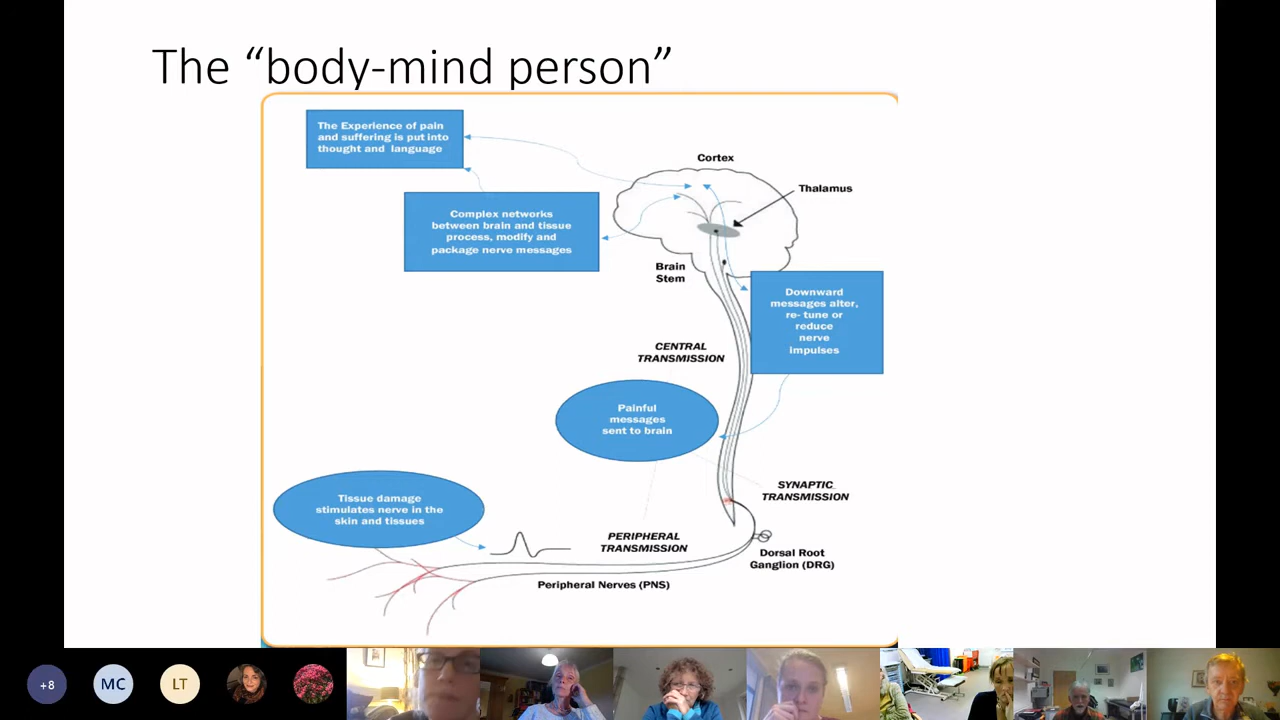 The “body-mind person”
The Experience of pain
and suffering is put into
thought and language
Cortex
Thalamus
Complex networks
between brain and tissue
process, modify and
package nerve messages
Brain
Stem
Downward
messages alter,
re- tune or
reduce
nerve
impulses
CENTRAL
TRANSMISSION
Painful
messages
sent to brain
Tissue damage
stimulates nerve in the
skin and tissues
SYNAPTIC
TRANSMISSION
PERIPHERAL
TRANSMISSION
Dorsal Root
Ganglion (DRG)
Peripheral Nerves (PNS)
+8
MC
LT